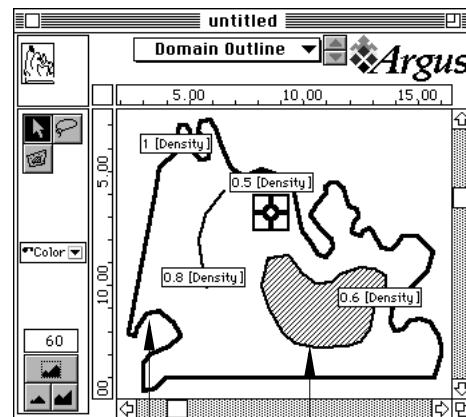 untitled
Domain Outline
Argus
5.00 10.00 15.00
1 [Density]
5.00
0.5 [Density]
Color
0.8 [Density]
10.00
0.6 [Density]
60
00